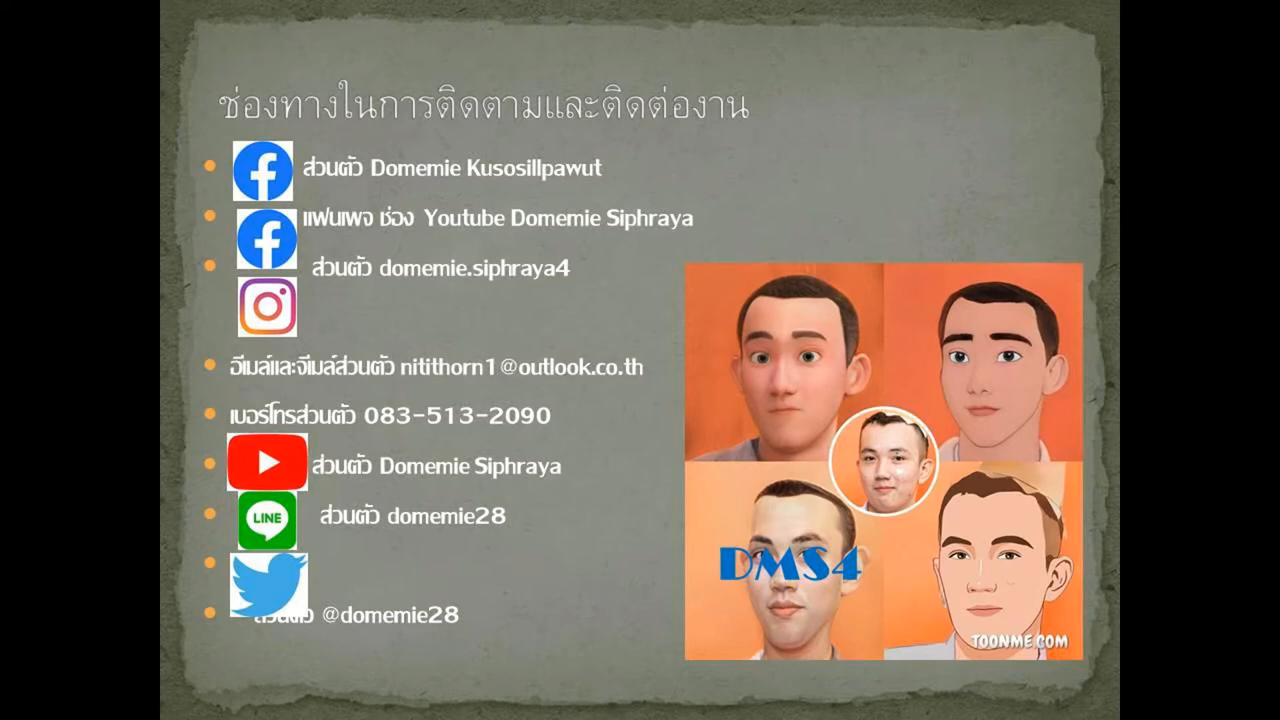 ช่องทางในการติดตามและติดต่องาน
ส่วนตัว Domemie Kusosillpawut
แฟนเพจ ช่อง Youtube Domemie Siphraya
ส่วนตัว domemie.siphraya4
อีเมล์และจีเมล์ส่วนตัว nitithorn1@outlook.co.th
เบอร์โทรส่วนตัว 083-513-2090
ส่วนตัว Domemie Siphraya
LINE ส่วนตัว domemie28
ส่วนตัว @domemie28
DMS4
TOONME.COM